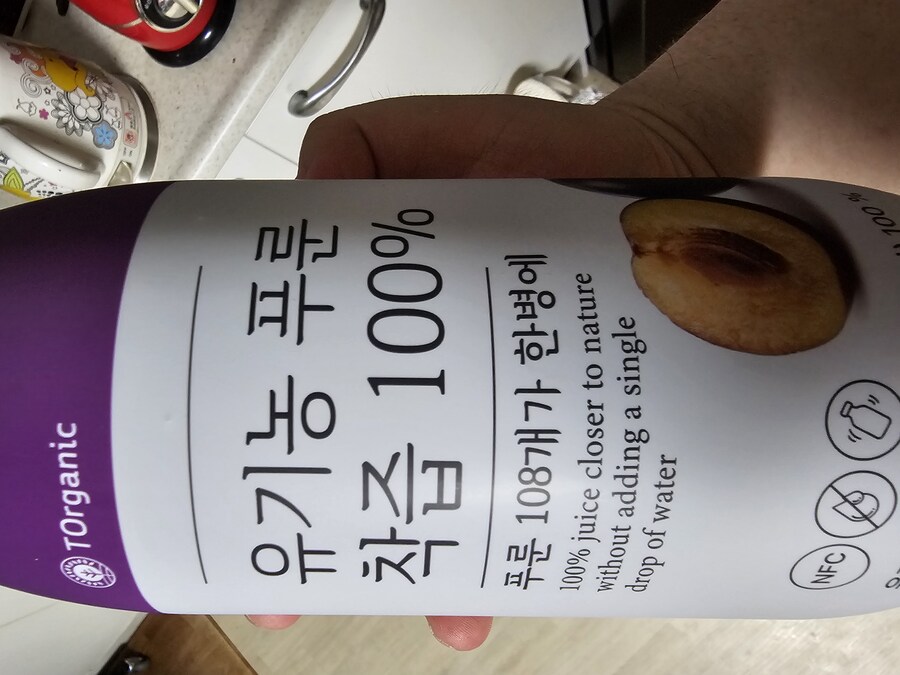 TOrganic
유기농 푸룬
착즙 100%
푸룬 108개가 한병에
100% juice closer to nature
without adding a single
drop of water
NFC
100 %